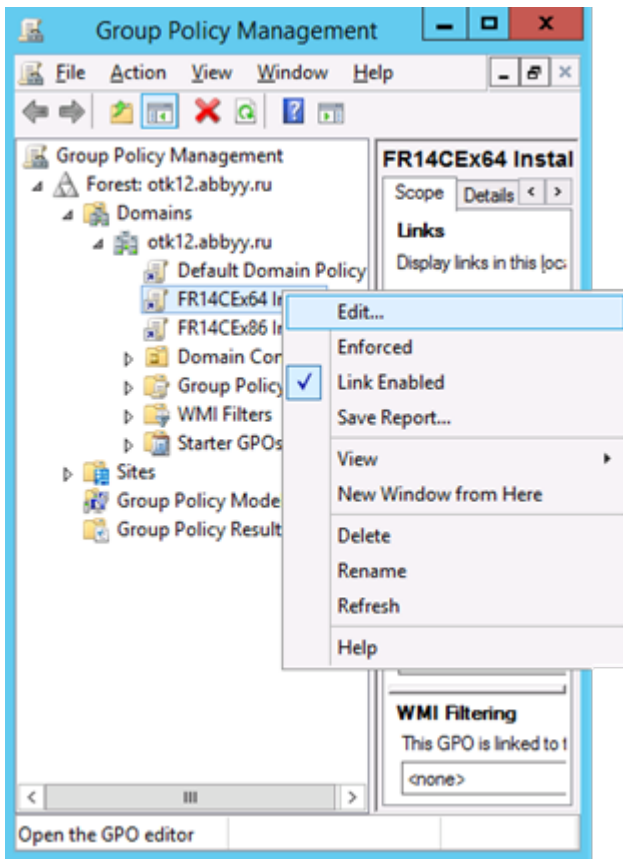 Group Policy Management
File Action View Window Help
Group Policy Management
Forest: otk12.abbyy.ru
Domains
otk12.abbyy.ru
Default Domain Policy
FR14CEx64 In
FR14CEx86 In
Domain Con
Group Policy
WMI Filters
Starter GPOs
Sites
Group Policy Mode
Group Policy Result
FR14CEx64 Instal
Scope Details
Links
Display links in this loc
Edit...
Enforced
Link Enabled
Save Report...
View
New Window from Here
Delete
Rename
Refresh
Help
WMI Filtering
This GPO is linked to t
<none>
Open the GPO editor